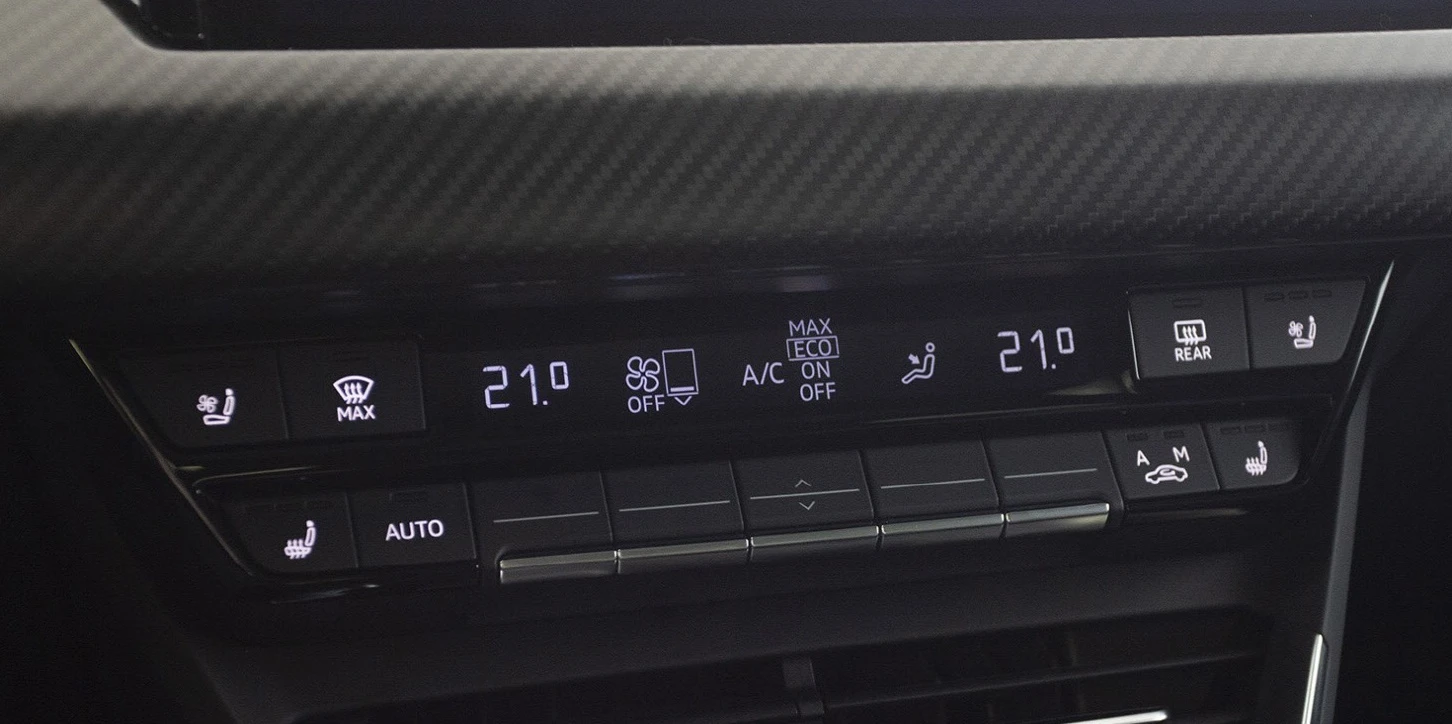 MAX
21.0
OFF
A/C
MAX
ECO
ON
OFF
21.0
REAR
AUTO
A M